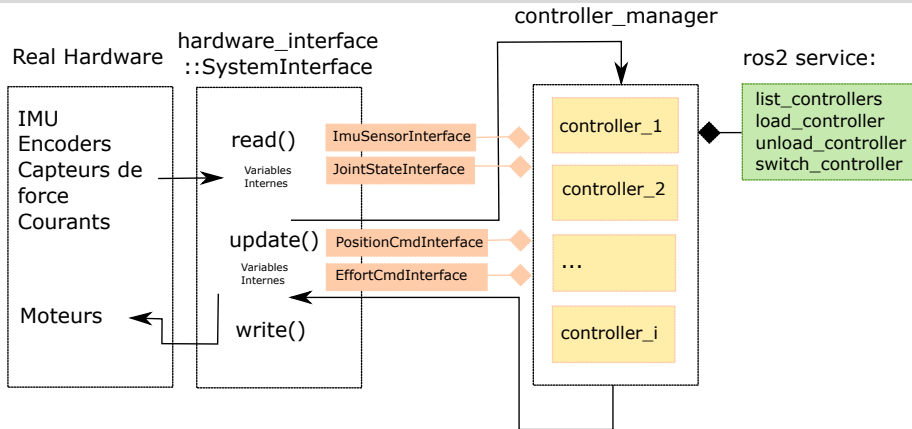 controller_manager
Real Hardware
hardware_interface
::SystemInterface
ros2 service:
IMU
Encoders
Capteurs de
force
Courants
Moteurs
read()
Variables
Internes
update()
Variables
Internes
write()
ImuSensorInterface
JointStateInterface
PositionCmdInterface
EffortCmdInterface
controller_1
controller_2
...
controller_i
list_controllers
load_controller
unload_controller
switch_controller